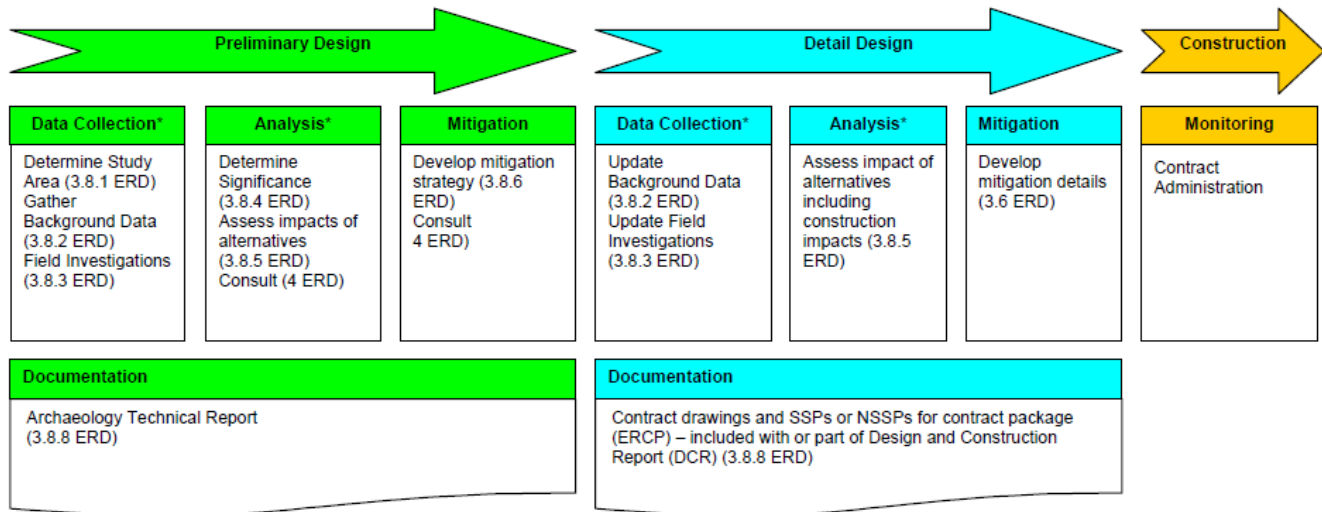 Preliminary Design
Detail Design
Construction
Data Collection*
Determine Study
Area (3.8.1 ERD)
Gather
Background Data
(3.8.2 ERD)
Field Investigations
(3.8.3 ERD)
Analysis*
Determine
Significance
(3.8.4 ERD)
Assess impacts of
alternatives
(3.8.5 ERD)
Consult (4 ERD)
Mitigation
Develop mitigation
strategy (3.8.6
ERD)
Consult
4 ERD)
Data Collection*
Update
Background Data
(3.8.2 ERD)
Update Field
Investigations
(3.8.3 ERD)
Analysis*
Assess impact of
alternatives
including
construction
impacts (3.8.5
ERD)
Mitigation
Develop
mitigation details
(3.6 ERD)
Monitoring
Contract
Administration
Documentation
Archaeology Technical Report
(3.8.8 ERD)
Documentation
Contract drawings and SSPs or NSSPs for contract package
(ERCP) – included with or part of Design and Construction
Report (DCR) (3.8.8 ERD)